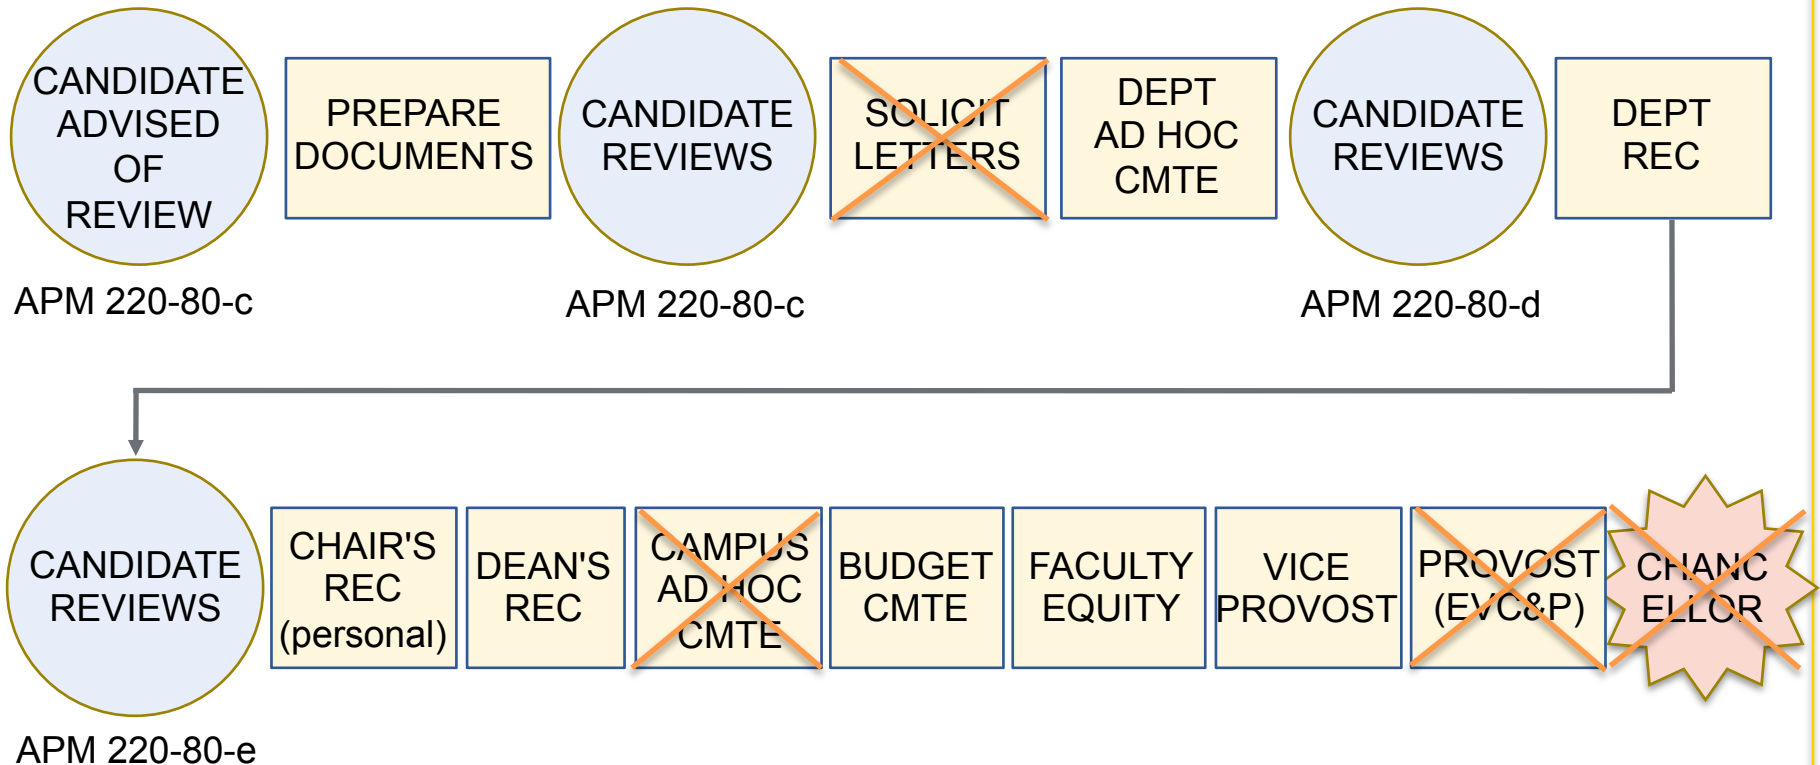 CANDIDATE
ADVISED
OF
REVIEW
PREPARE
DOCUMENTS
CANDIDATE
REVIEWS
SOLICIT
LETTERS
DEPT
AD HOC
CMTE
CANDIDATE
REVIEWS
DEPT
REC
APM 220-80-c
APM 220-80-c
APM 220-80-d
CANDIDATE
REVIEWS
CHAIR'S
REC
(personal)
DEAN'S
REC
CAMPUS
AD HOC
CMTE
BUDGET
CMTE
FACULTY
EQUITY
VICE
PROVOST
PROVOST
(EVC&P)
CHANC
ELLOR
APM 220-80-e